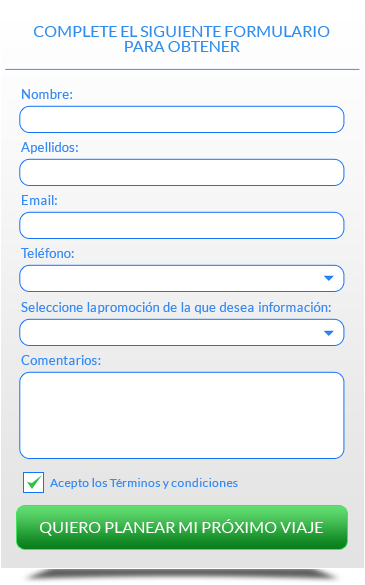 COMPLETE EL SIGUIENTE FORMULARIO
PARA OBTENER
Nombre:
Apellidos:
Email:
Teléfono:
Seleccione lapromoción de la que desea información:
Comentarios:
Acepto los Términos y condiciones
QUIERO PLANEAR MI PRÓXIMO VIAJE